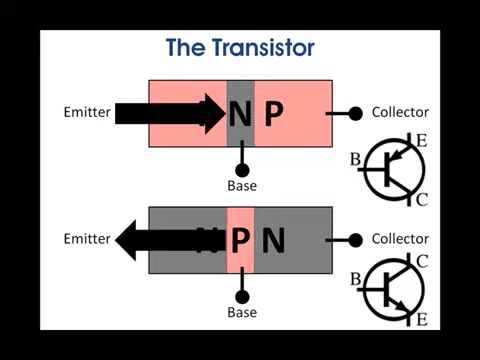 The Transistor
Emitter
N P
Collector
Base
E
B
C
Emitter
N P N
Collector
Base
C
B
E